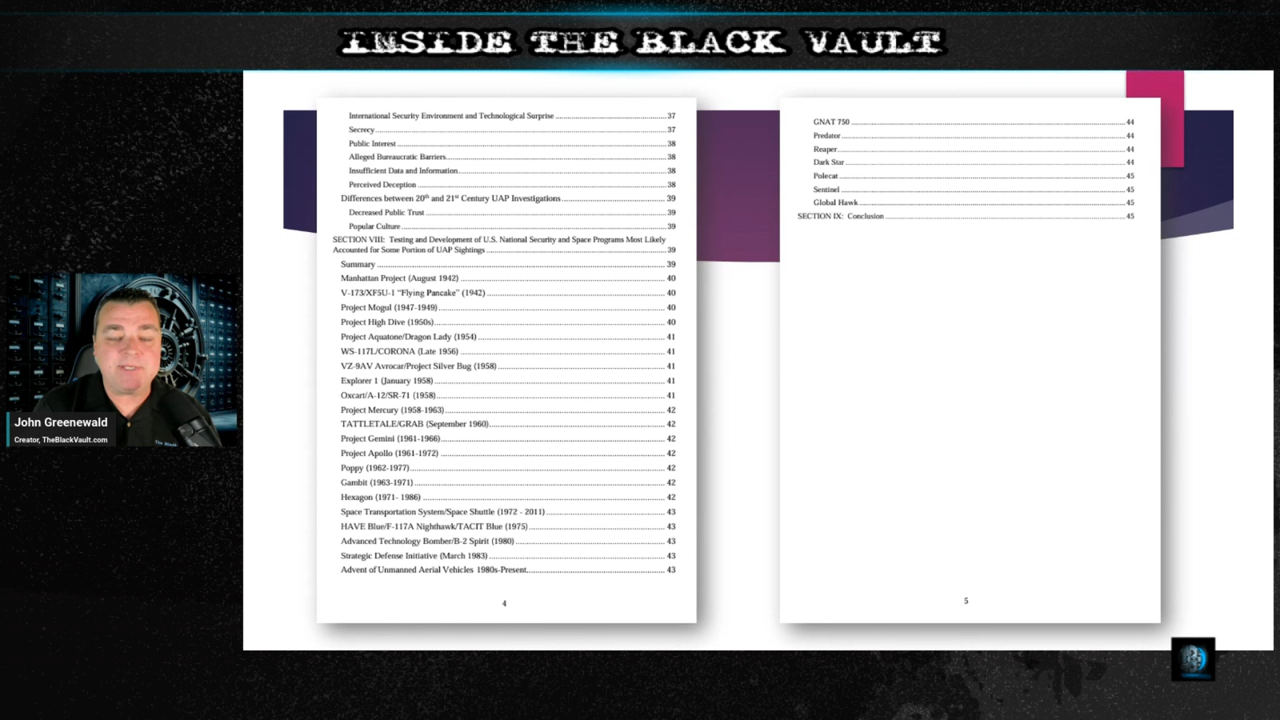 INSIDE THE BLACK VAULT
International Security Environment and Technological Surprise ... 37
Secrecy ... 37
Public Interest ... 38
Alleged Bureaucratic Barriers ... 38
Insufficient Data and Information ... 38
Perceived Deception ... 38
Differences between 20th and 21st Century UAP Investigations ... 39
Decreased Public Trust ... 39
Popular Culture ... 39
SECTION VIII: Testing and Development of U.S. National Security and Space Programs Most Likely
Accounted for Some Portion of UAP Sightings ... 39
Summary ... 39
Manhattan Project (August 1942) ... 40
V-173/XF5U-1 “Flying Pancake” (1942) ... 40
Project Mogul (1947-1949) ... 40
Project High Dive (1950s) ... 40
Project Aquatone/Dragon Lady (1954) ... 41
WS-117L/CORONA (Late 1956) ... 41
VZ-9AV Avrocar/Project Silver Bug (1958) ... 41
Explorer 1 (January 1958) ... 41
Oxcart/A-12/SR-71 (1958) ... 41
Project Mercury (1958-1963) ... 42
TATTLETALE/GRAB (September 1960) ... 42
Project Gemini (1961-1966) ... 42
Project Apollo (1961-1972) ... 42
Poppy (1962-1977) ... 42
Gambit (1963-1971) ... 42
Hexagon (1971- 1986) ... 42
Space Transportation System/Space Shuttle (1972 - 2011) ... 43
HAVE Blue/F-117A Nighthawk/TACIT Blue (1975) ... 43
Advanced Technology Bomber/B-2 Spirit (1980) ... 43
Strategic Defense Initiative (March 1983) ... 43
Advent of Unmanned Aerial Vehicles 1980s-Present ... 43
4
GNAT 750 ... 44
Predator ... 44
Reaper ... 44
Dark Star ... 44
Polecat ... 45
Sentinel ... 45
Global Hawk ... 45
SECTION IX: Conclusion ... 45
5
John Greenewald
Creator, TheBlackVault.com